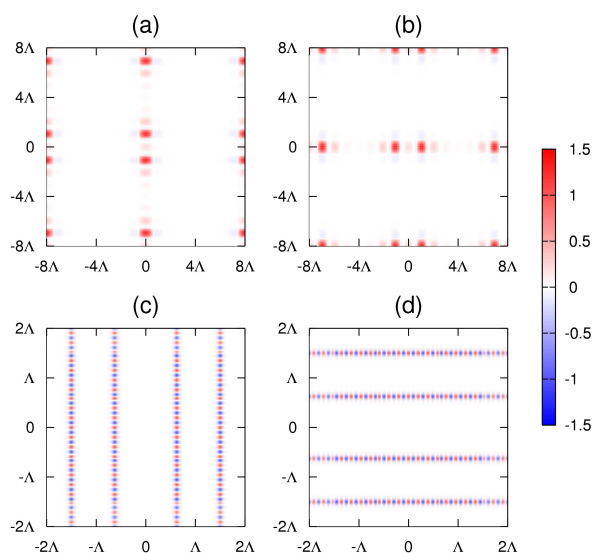 (a) (b)
8Λ 8Λ
4Λ 4Λ
0 0
-4Λ -4Λ
-8Λ -8Λ
-8Λ -4Λ 0 4Λ 8Λ -8Λ -4Λ 0 4Λ 8Λ
1.5
1
0.5
0
-0.5
-1
-1.5
(c) (d)
2Λ 2Λ
Λ Λ
0 0
-Λ -Λ
-2Λ -2Λ
-2Λ -Λ 0 Λ 2Λ -2Λ -Λ 0 Λ 2Λ